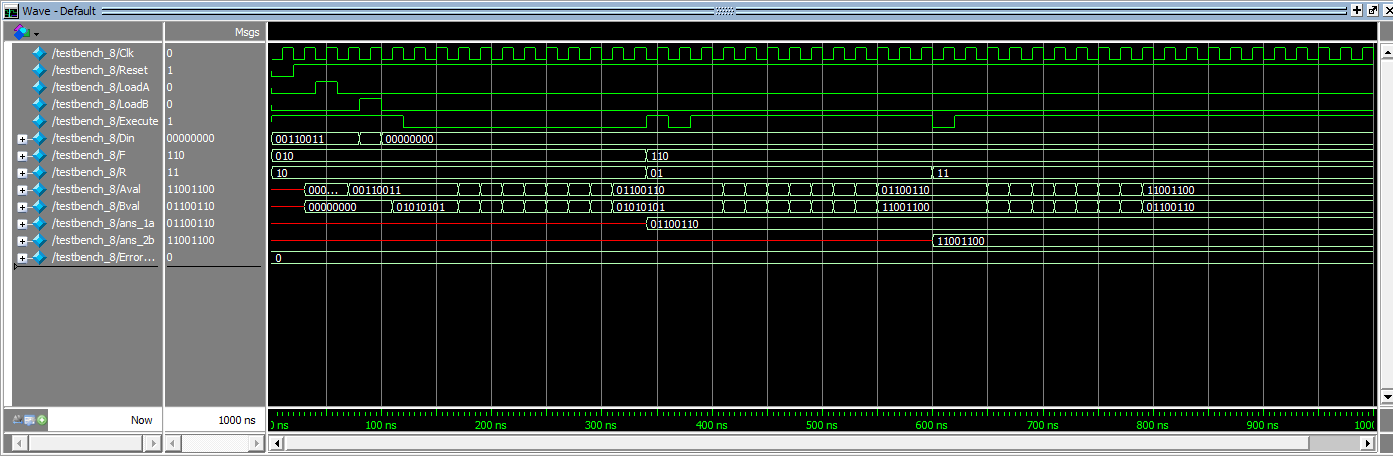 Wave - Default
Msgs
/testbench_8/Clk 0
/testbench_8/Reset 1
/testbench_8/LoadA 0
/testbench_8/LoadB 0
/testbench_8/Execute 1
/testbench_8/Din 00000000 00110011 00000000
/testbench_8/F 110 010 110
/testbench_8/R 11 10 01 11
/testbench_8/Aval 11001100 000... 00110011 01100110 01100110 11001100
/testbench_8/Bval 01100110 00000000 01010101 01010101 11001100 01100110
/testbench_8/ans_1a 01100110 01100110
/testbench_8/ans_2b 11001100 11001100
/testbench_8/Error... 0 0
Now 1000 ns
ns 100 ns 200 ns 300 ns 400 ns 500 ns 600 ns 700 ns 800 ns 900 ns 1000